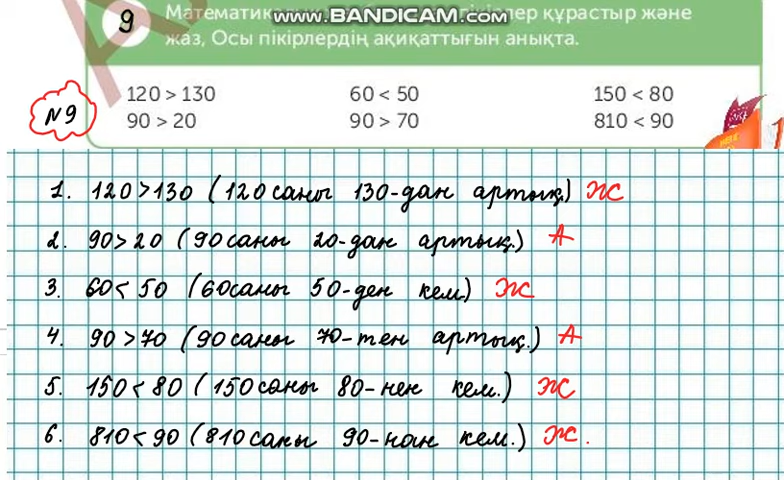 www.BANDICAM.com
9 Математика құрастыр және
жаз, Осы пікірлердің ақиқаттығын анықта.
120 > 130 60 < 50 150 < 80
90 > 20 90 > 70 810 < 90
№9
1. 120>130 (120 саны 130-дан артық) Ж
2. 90>20 (90 саны 20-дан артық.) А
3. 60<50 (60 саны 50-ден кем) Ж
4. 90>70 (90 саны 70-тен артық.) А
5. 150<80 (150 саны 80-нен кем.) Ж
6. 810<90 (810 саны 90-нан кем.) Ж.